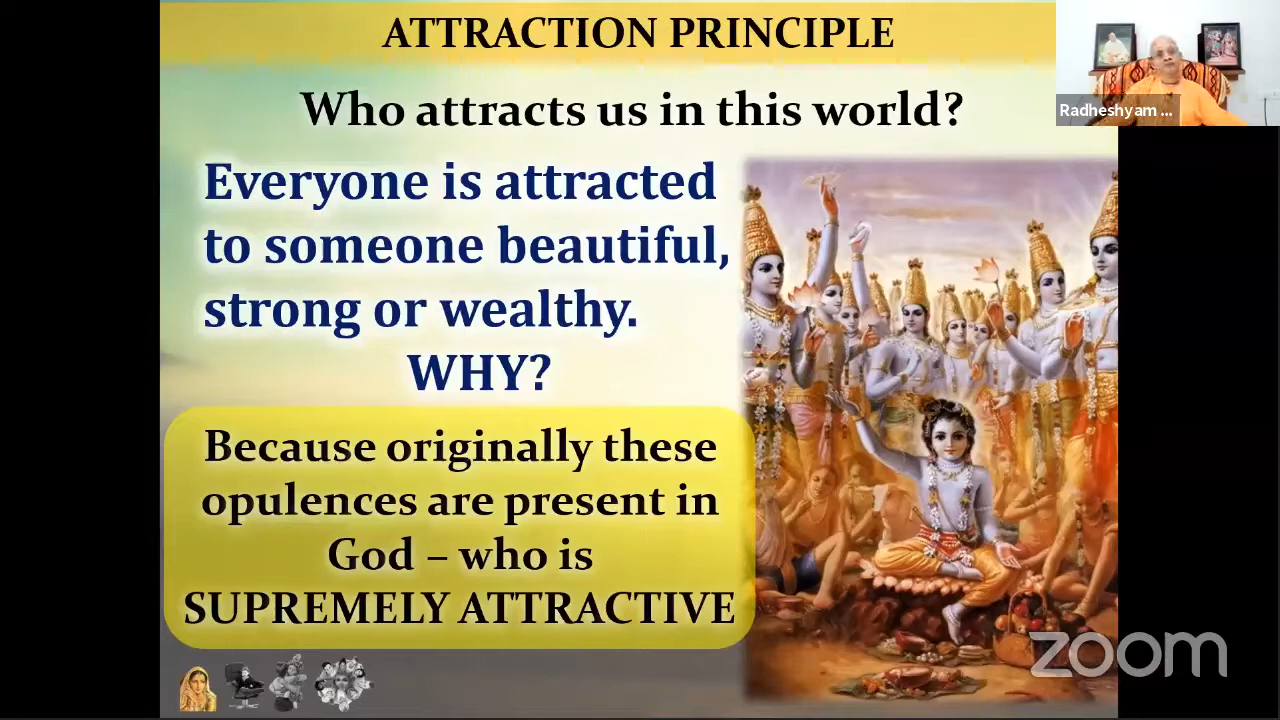 ATTRACTION PRINCIPLE
Radheshyam ...
Who attracts us in this world?
Everyone is attracted
to someone beautiful,
strong or wealthy.
WHY?
Because originally these
opulences are present in
God – who is
SUPREMELY ATTRACTIVE
zoom